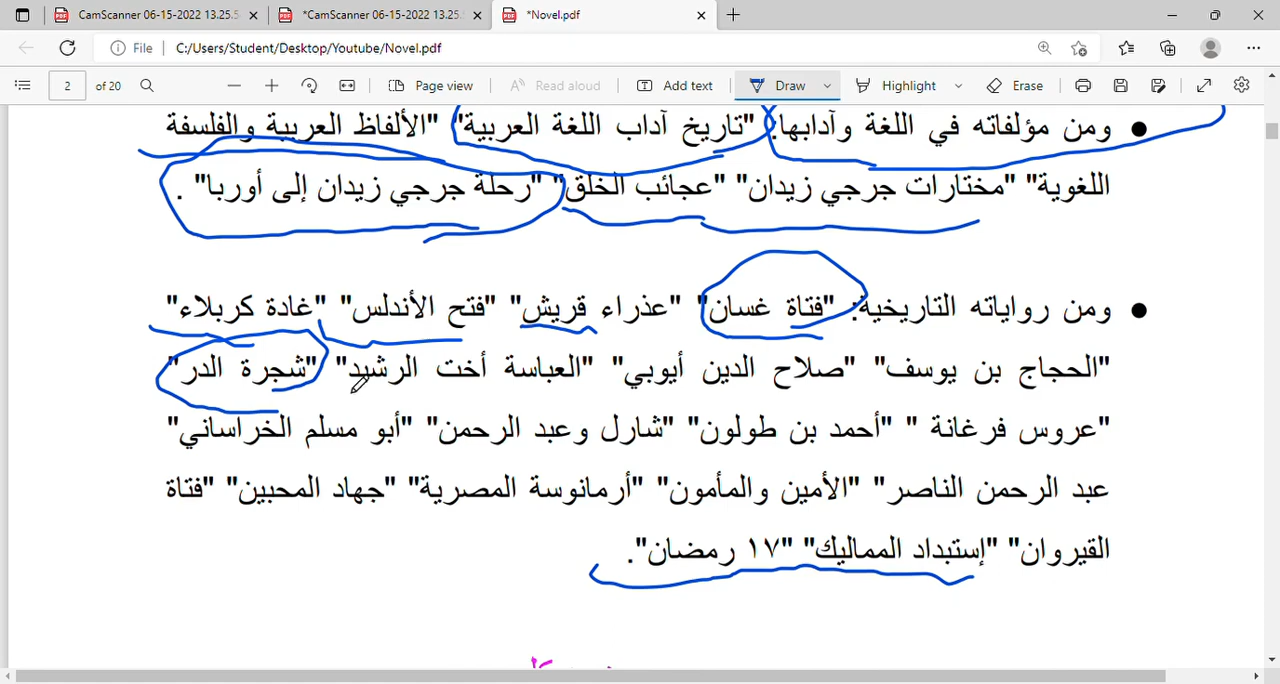 CamScanner 06-15-2022 13.25.5
*CamScanner 06-15-2022 13.25.
*Novel.pdf
File C:/Users/Student/Desktop/Youtube/Novel.pdf
2 of 20 Page view Read aloud Add text Draw Highlight Erase
● ومن مؤلفاته في اللغة وآدابها: "تاريخ آداب اللغة العربية" "الألفاظ العربية والفلسفة
اللغوية" "مختارات جرجي زيدان" "عجائب الخلق" "رحلة جرجي زيدان إلى أوربا" .
● ومن رواياته التاريخية: "فتاة غسان" "عذراء قريش" "فتح الأندلس" "غادة كربلاء"
"الحجاج بن يوسف" "صلاح الدين أيوبي" "العباسة أخت الرشيد" "شجرة الدر"
"عروس فرغانة " "أحمد بن طولون" "شارل وعبد الرحمن" "أبو مسلم الخراساني"
عبد الرحمن الناصر" "الأمين والمأمون" "أرمانوسة المصرية" "جهاد المحبين" "فتاة
القيروان" "إستبداد المماليك" "١٧ رمضان".